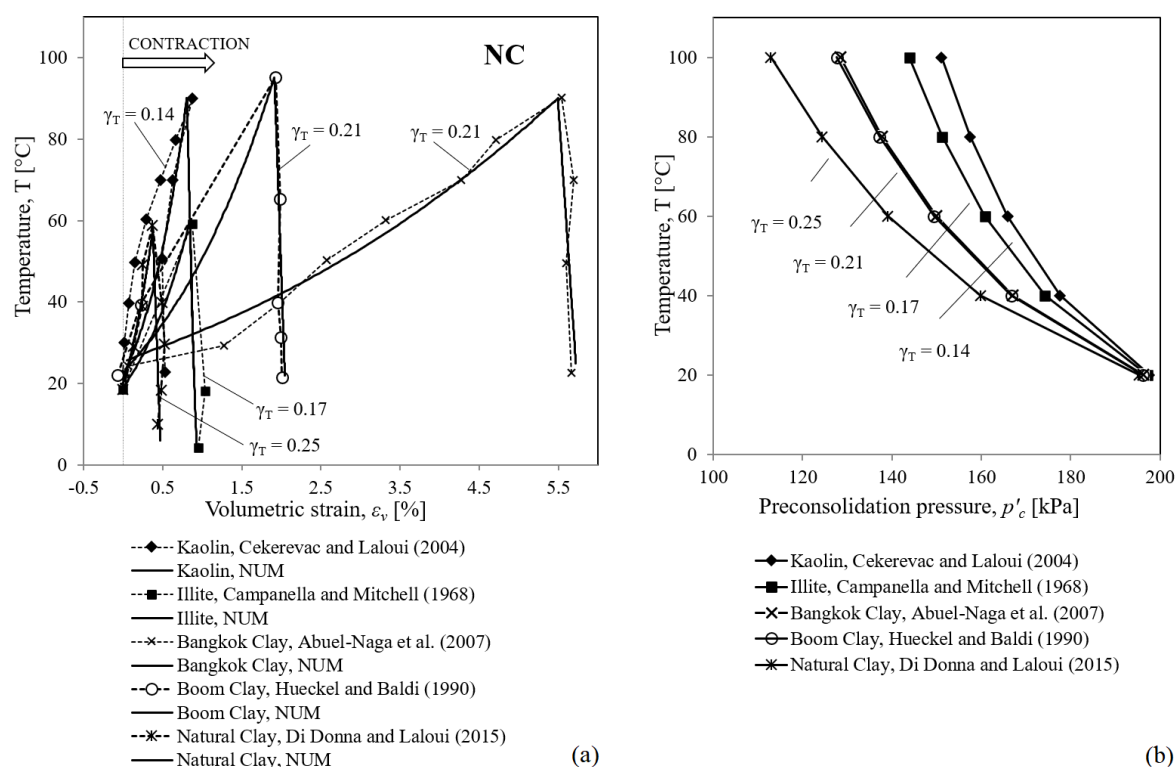 CONTRACTION
NC
γT = 0.14
γT = 0.21
γT = 0.21
γT = 0.17
γT = 0.25
Temperature, T [°C]
100
80
60
40
20
0
-0.5
0.5
1.5
2.5
3.5
4.5
5.5
Volumetric strain, εv [%]
Kaolin, Cekerevac and Laloui (2004)
Kaolin, NUM
Illite, Campanella and Mitchell (1968)
Illite, NUM
Bangkok Clay, Abuel-Naga et al. (2007)
Bangkok Clay, NUM
Boom Clay, Hueckel and Baldi (1990)
Boom Clay, NUM
Natural Clay, Di Donna and Laloui (2015)
Natural Clay, NUM
(a)
Temperature, T [°C]
100
80
60
40
20
0
γT = 0.25
γT = 0.21
γT = 0.17
γT = 0.14
100
120
140
160
180
200
Preconsolidation pressure, p'c [kPa]
Kaolin, Cekerevac and Laloui (2004)
Illite, Campanella and Mitchell (1968)
Bangkok Clay, Abuel-Naga et al. (2007)
Boom Clay, Hueckel and Baldi (1990)
Natural Clay, Di Donna and Laloui (2015)
(b)